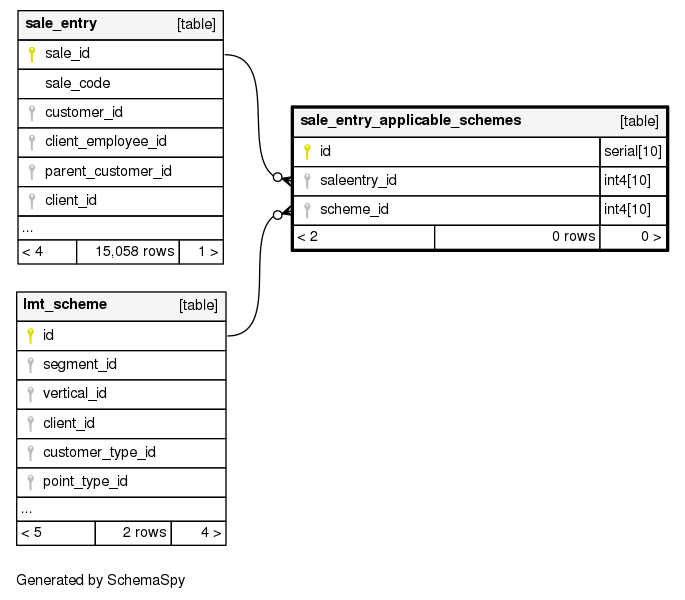 sale_entry [table]
sale_id
sale_code
customer_id
client_employee_id
parent_customer_id
client_id
...
< 4 15,058 rows 1 >
sale_entry_applicable_schemes [table]
id serial[10]
saleentry_id int4[10]
scheme_id int4[10]
< 2 0 rows 0 >
lmt_scheme [table]
id
segment_id
vertical_id
client_id
customer_type_id
point_type_id
...
< 5 2 rows 4 >
Generated by SchemaSpy